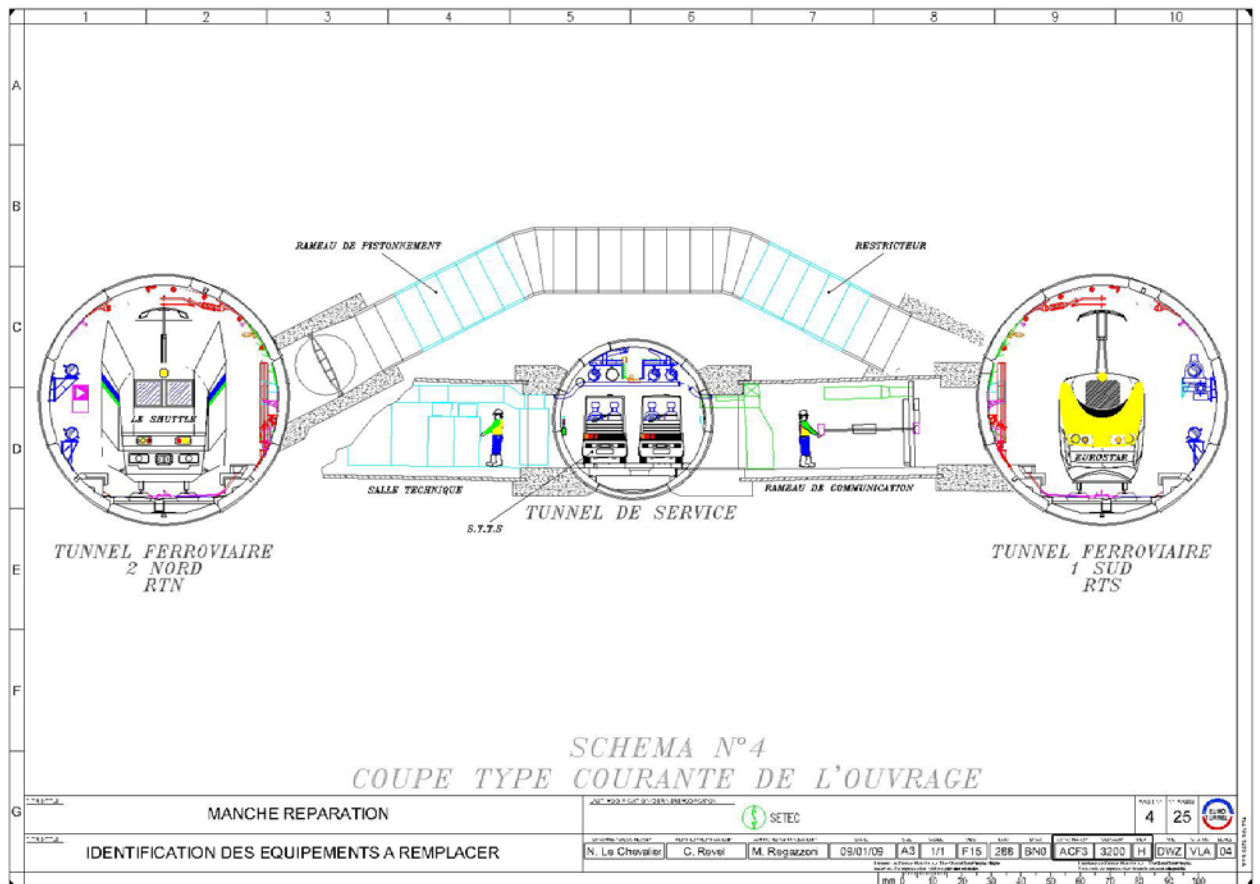 1 2 3 4 5 6 7 8 9 10
A
B
C
D
E
F
G
RAMEAU DE PISTONNEMENT
RESTRICTEUR
LE SHUTTLE
EUROSTAR
SALLE TECHNIQUE
RAMEAU DE COMMUNICATION
S.T.T.S
TUNNEL DE SERVICE
TUNNEL FERROVIAIRE
2 NORD
RTN
TUNNEL FERROVIAIRE
1 SUD
RTS
SCHEMA N°4
COUPE TYPE COURANTE DE L'OUVRAGE
MANCHE REPARATION
SETEC
4 25
EURO
TUNNEL
IDENTIFICATION DES EQUIPEMENTS A REMPLACER
N. Le Chevalier C. Revel M. Regazzoni 09/01/09 A3 1/1 F15 286 BN0 ACF3 3200 H DWZ VLA 04
mm 0 10 20 30 40 50 60 70 80 90 100